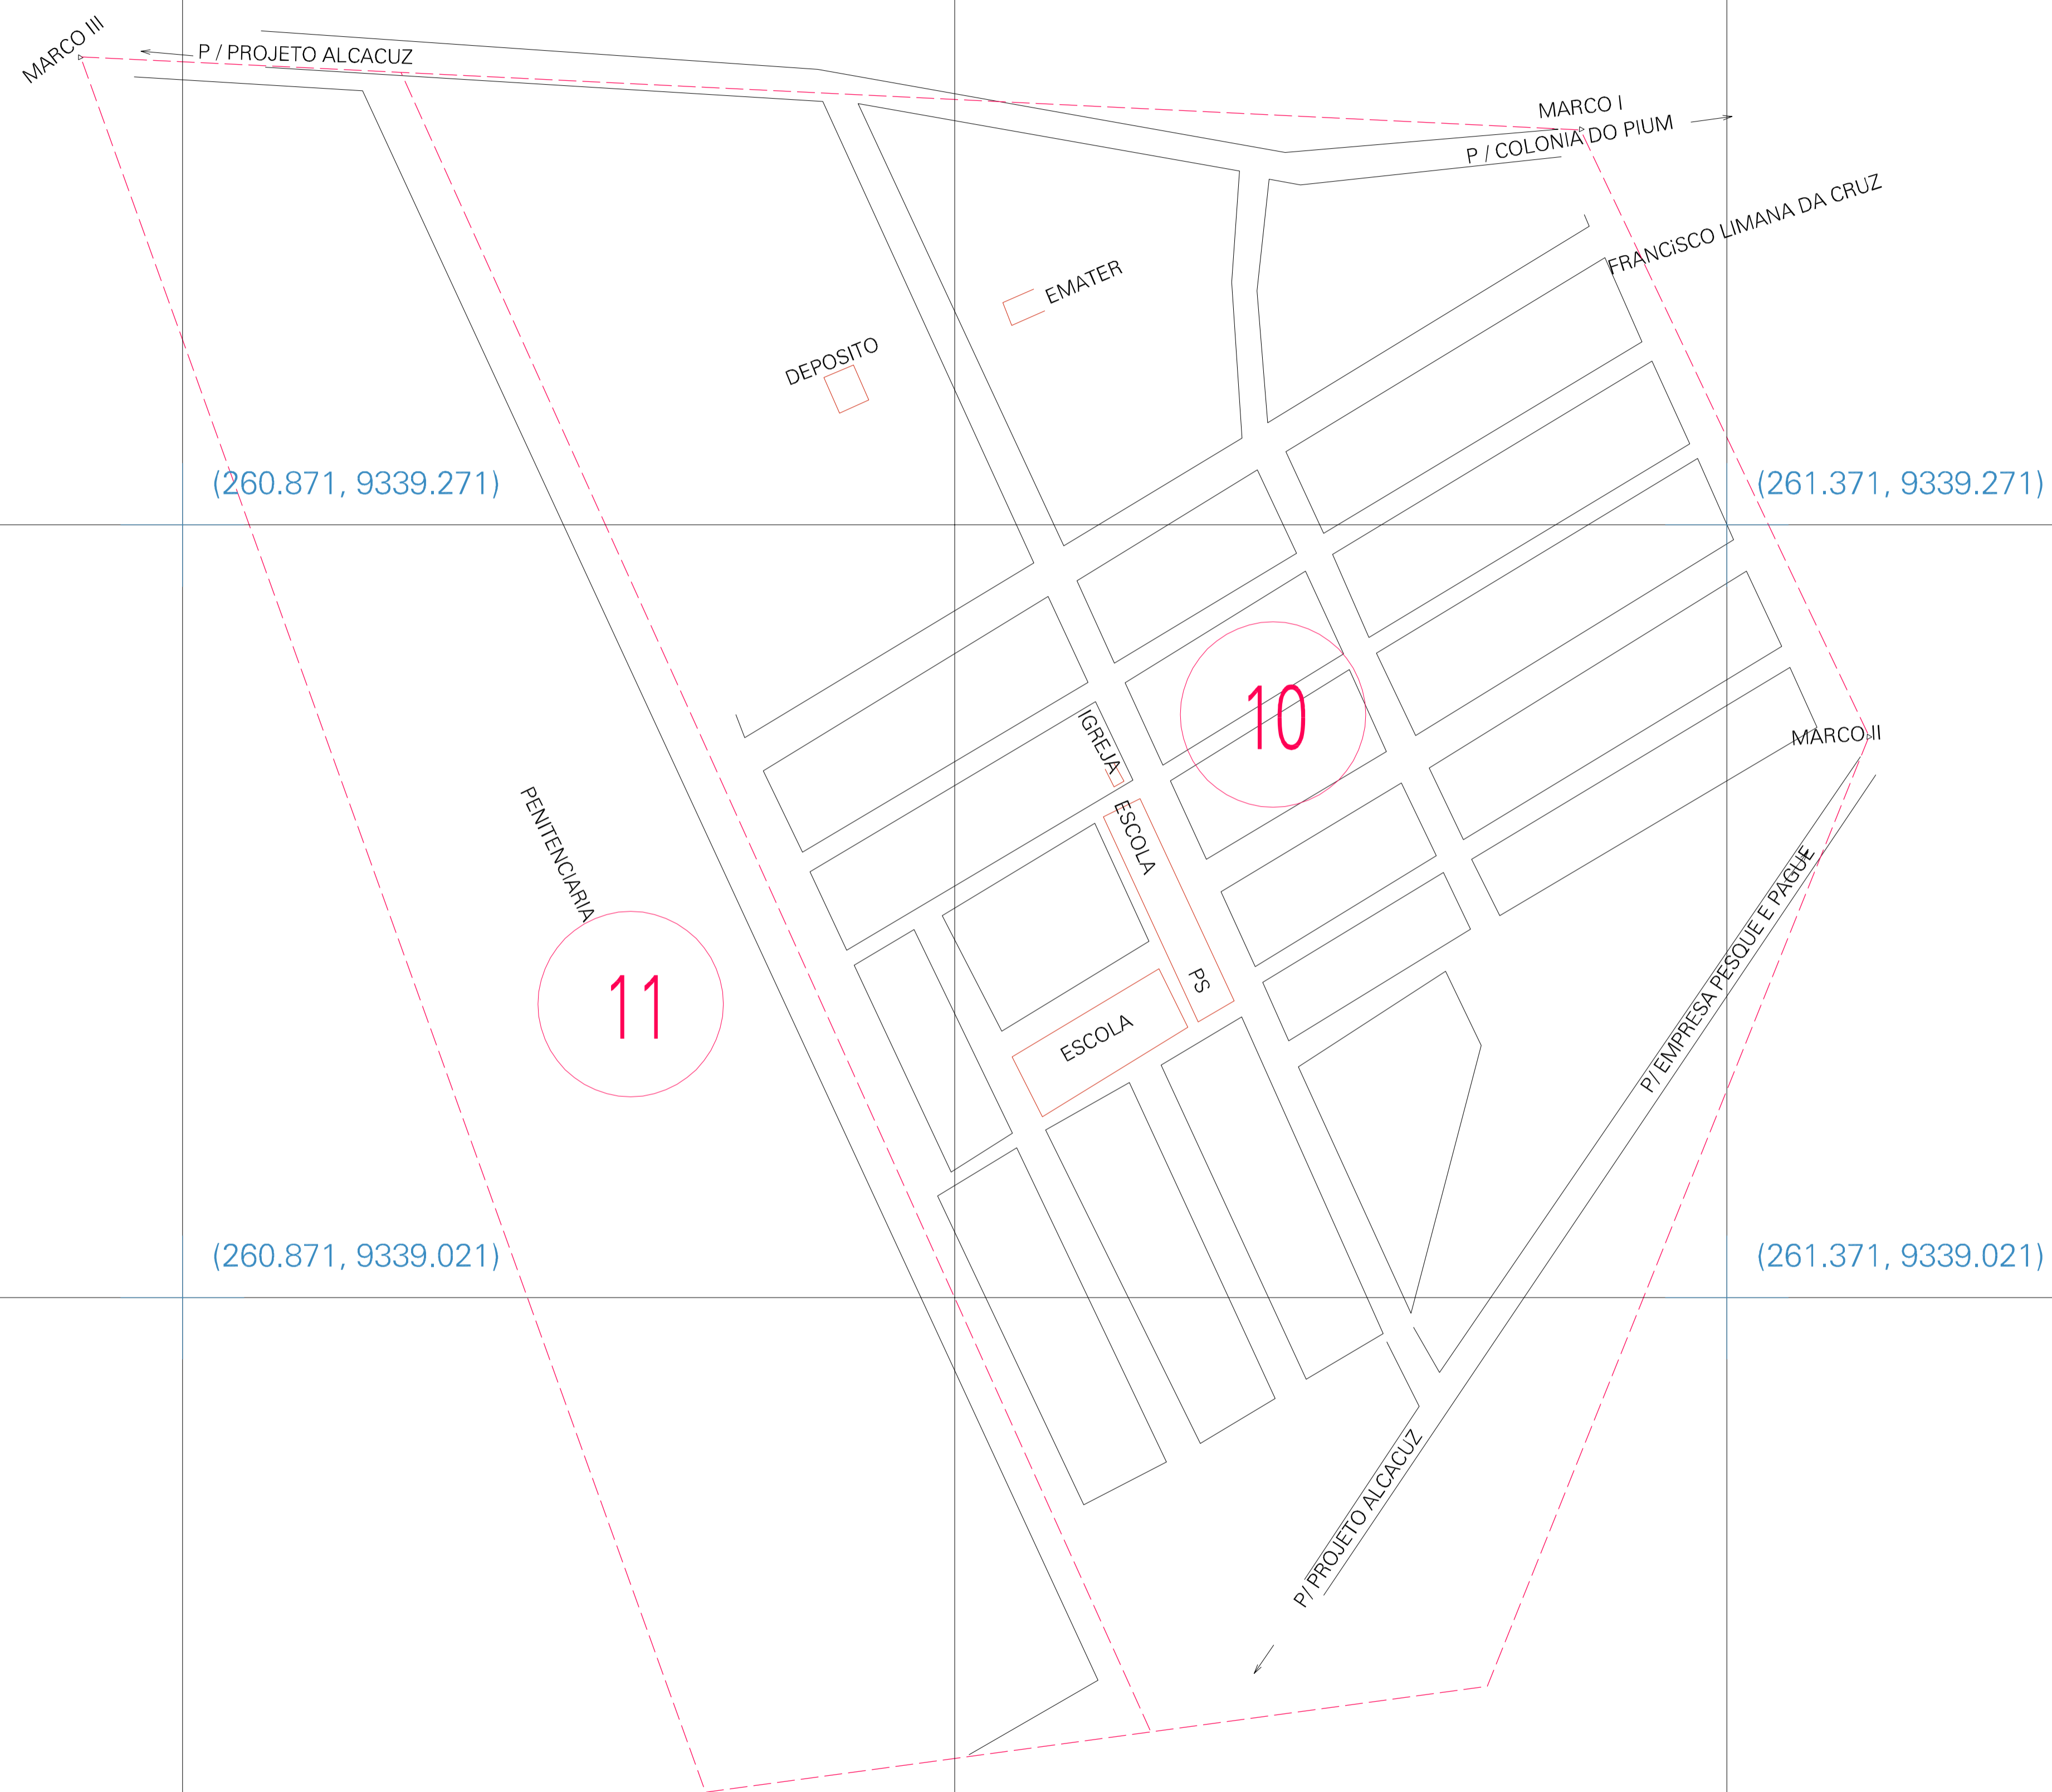 MARCO III
P / PROJETO ALCACUZ
MARCO I
P / COLONIA DO PIUM
FRANCiSCO LIMANA DA CRUZ
EMATER
DEPOSITO
(260.871, 9339.271)
(261.371, 9339.271)
10
IGREJA
MARCO II
PENITENCIARIA
ESCOLA
P/ EMPRESA PESQUE E PAGUE
11
PS
ESCOLA
(260.871, 9339.021)
(261.371, 9339.021)
P/ PROJETO ALCACUZ